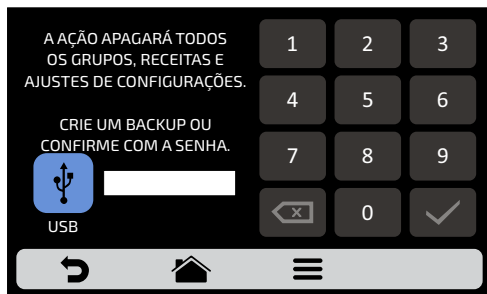 A AÇÃO APAGARÁ TODOS
OS GRUPOS, RECEITAS E
AJUSTES DE CONFIGURAÇÕES.
CRIE UM BACKUP OU
CONFIRME COM A SENHA.
USB
1 2 3
4 5 6
7 8 9
X 0